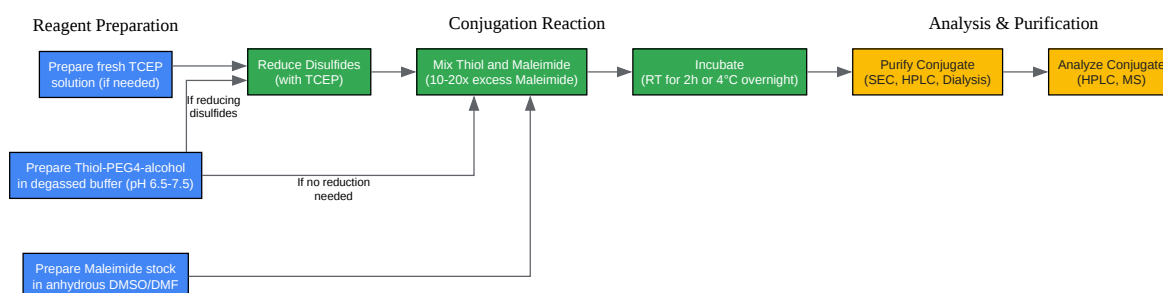 Reagent Preparation
Conjugation Reaction
Analysis & Purification
Prepare fresh TCEP
solution (if needed)
Reduce Disulfides
(with TCEP)
Mix Thiol and Maleimide
(10-20x excess Maleimide)
Incubate
(RT for 2h or 4°C overnight)
Purify Conjugate
(SEC, HPLC, Dialysis)
Analyze Conjugate
(HPLC, MS)
If reducing
disulfides
Prepare Thiol-PEG4-alcohol
in degassed buffer (pH 6.5-7.5)
If no reduction
needed
Prepare Maleimide stock
in anhydrous DMSO/DMF